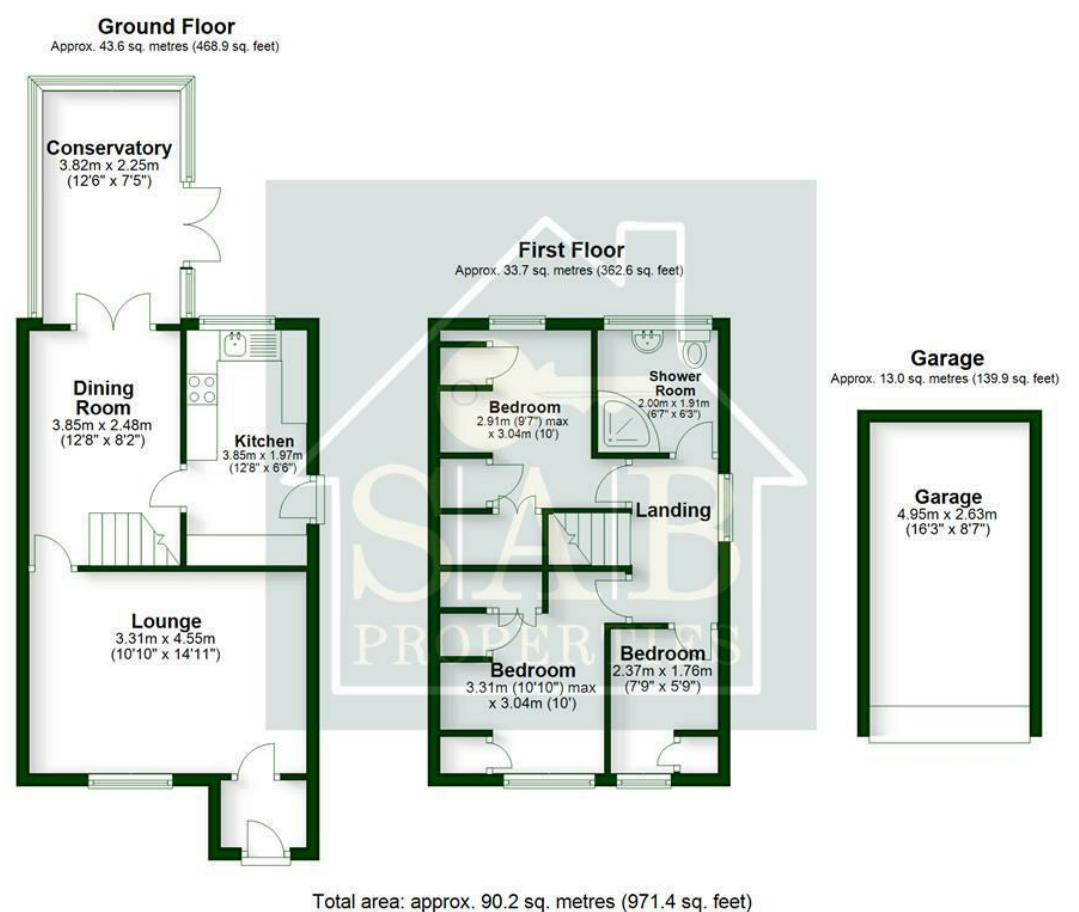 Ground Floor
Approx. 43.6 sq. metres (468.9 sq. feet)
Conservatory
3.82m x 2.25m
(12'6" x 7'5")
Dining
Room
3.85m x 2.48m
(12'8" x 8'2")
Kitchen
3.85m x 1.97m
(12'8" x 6'6")
Lounge
3.31m x 4.55m
(10'10" x 14'11")
First Floor
Approx. 33.7 sq. metres (362.6 sq. feet)
Shower
Room
2.00m x 1.91m
(6'7" x 6'3")
Bedroom
2.91m (9'7") max
x 3.04m (10')
Landing
Bedroom
3.31m (10'10") max
x 3.04m (10')
Bedroom
2.37m x 1.76m
(7'9" x 5'9")
SAB
PROPERTIES
Garage
Approx. 13.0 sq. metres (139.9 sq. feet)
Garage
4.95m x 2.63m
(16'3" x 8'7")
Total area: approx. 90.2 sq. metres (971.4 sq. feet)